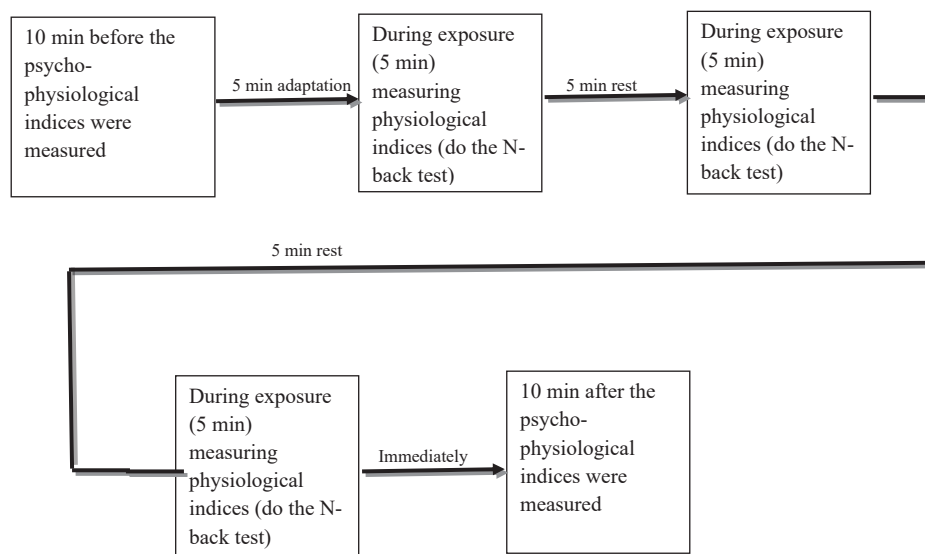 10 min before the
psycho-
physiological
indices were
measured
5 min adaptation
During exposure
(5 min)
measuring
physiological
indices (do the N-
back test)
5 min rest
During exposure
(5 min)
measuring
physiological
indices (do the N-
back test)
5 min rest
During exposure
(5 min)
measuring
physiological
indices (do the N-
back test)
Immediately
10 min after the
psycho-
physiological
indices were
measured